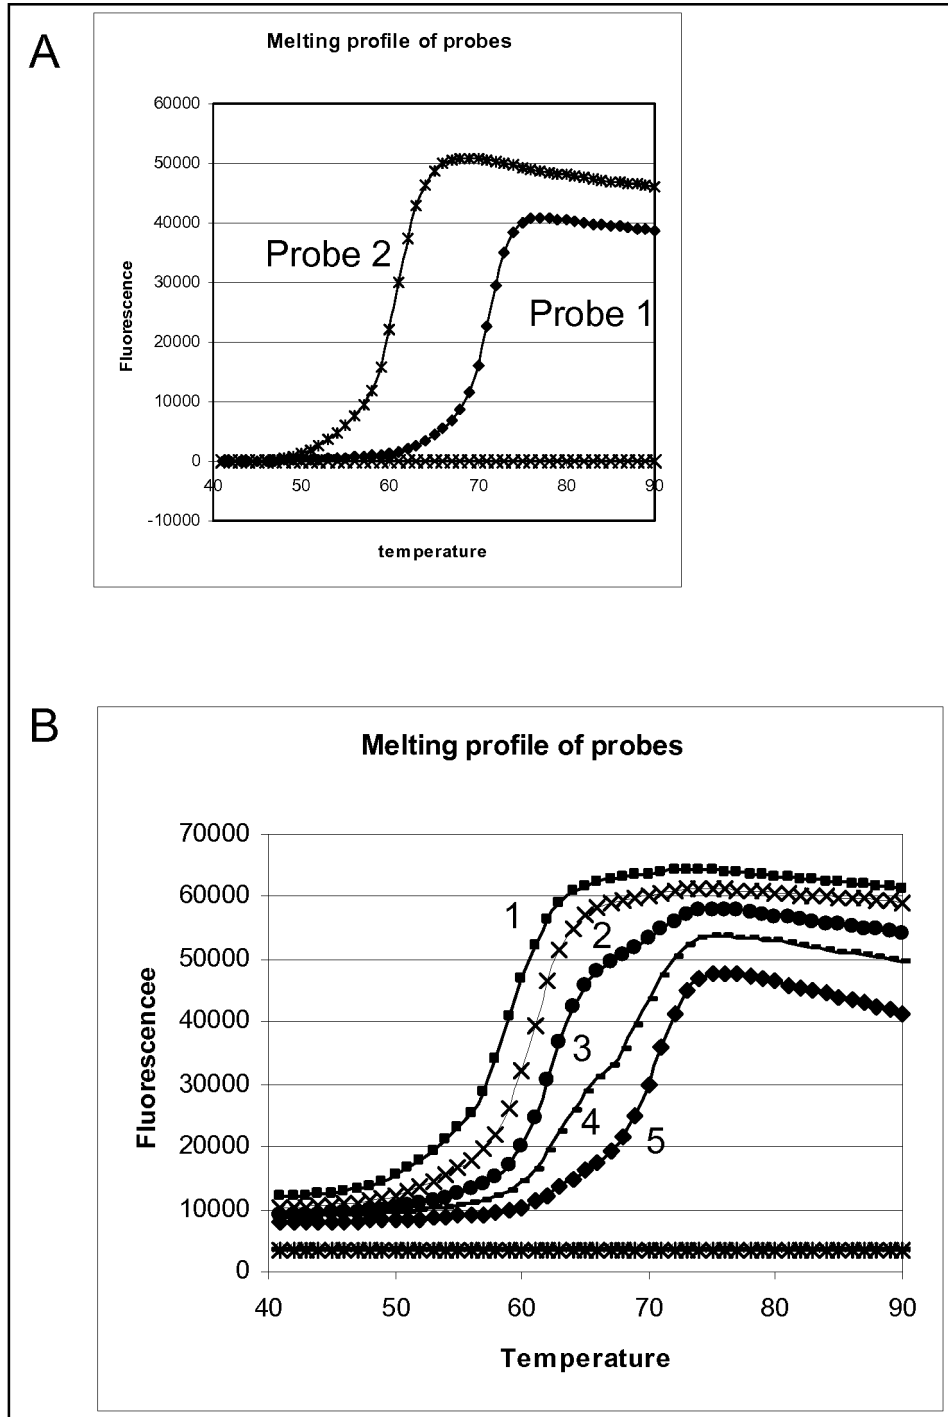 A
Melting profile of probes
60000
50000
40000
30000
20000
10000
0
-10000
Fluorescence
Probe 2
Probe 1
40 50 60 70 80 90
temperature
B
Melting profile of probes
70000
60000
50000
40000
30000
20000
10000
0
Fluorescencee
1
2
3
4
5
40 50 60 70 80 90
Temperature